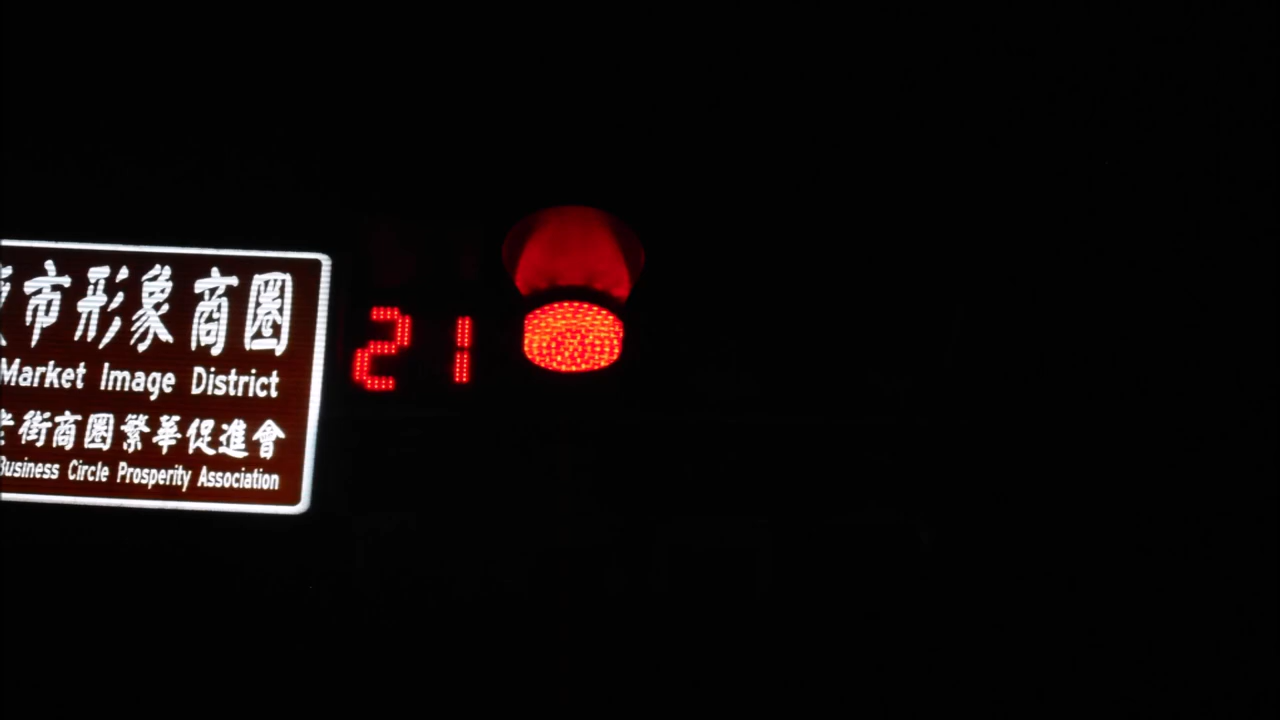 市形象商圈
Market Image District
街商圈繁華促進會
Business Circle Prosperity Association
21